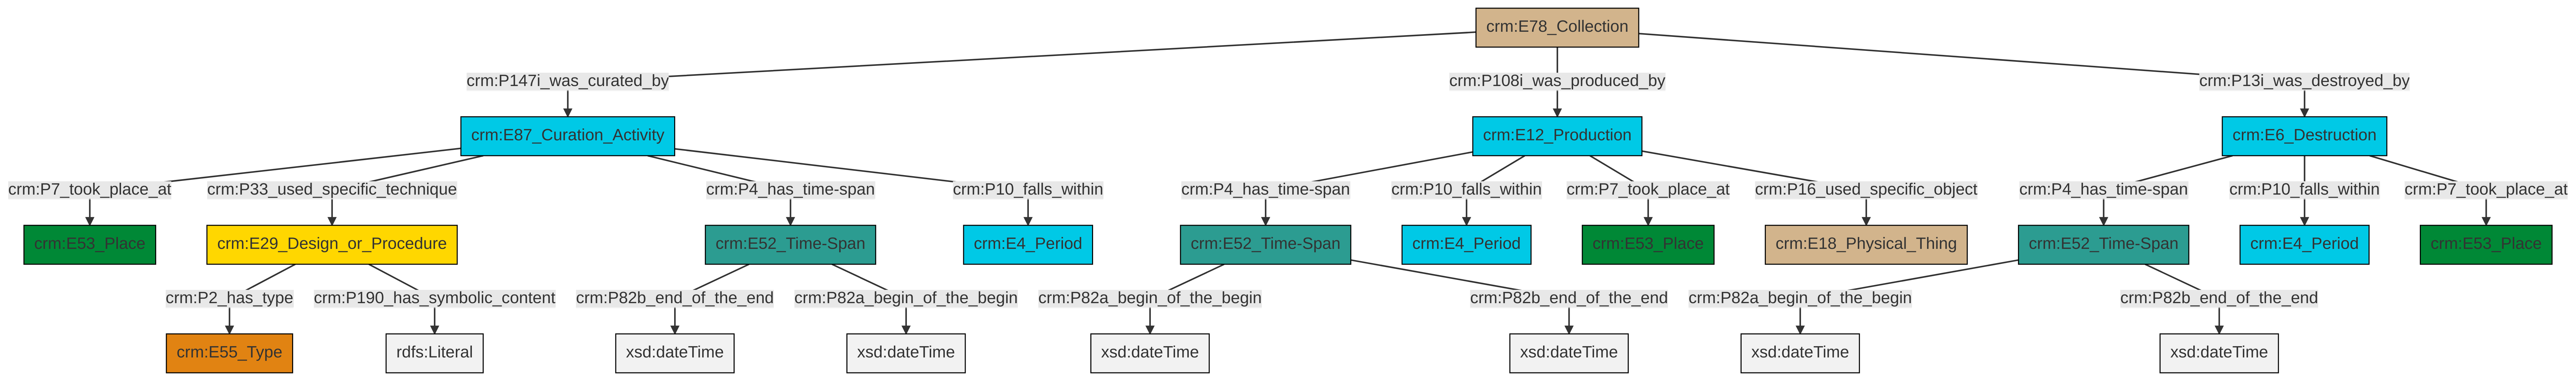 crm:E78_Collection
crm:P147i_was_curated_by
crm:P108i_was_produced_by
crm:P13i_was_destroyed_by
crm:E87_Curation_Activity
crm:E12_Production
crm:E6_Destruction
crm:P7_took_place_at
crm:P33_used_specific_technique
crm:P4_has_time-span
crm:P10_falls_within
crm:P4_has_time-span
crm:P10_falls_within
crm:P7_took_place_at
crm:P16_used_specific_object
crm:P4_has_time-span
crm:P10_falls_within
crm:P7_took_place_at
crm:E53_Place
crm:E29_Design_or_Procedure
crm:E52_Time-Span
crm:E4_Period
crm:E52_Time-Span
crm:E4_Period
crm:E53_Place
crm:E18_Physical_Thing
crm:E52_Time-Span
crm:E4_Period
crm:E53_Place
crm:P2_has_type
crm:P190_has_symbolic_content
crm:P82b_end_of_the_end
crm:P82a_begin_of_the_begin
crm:P82a_begin_of_the_begin
crm:P82b_end_of_the_end
crm:P82a_begin_of_the_begin
crm:P82b_end_of_the_end
crm:E55_Type
rdfs:Literal
xsd:dateTime
xsd:dateTime
xsd:dateTime
xsd:dateTime
xsd:dateTime
xsd:dateTime